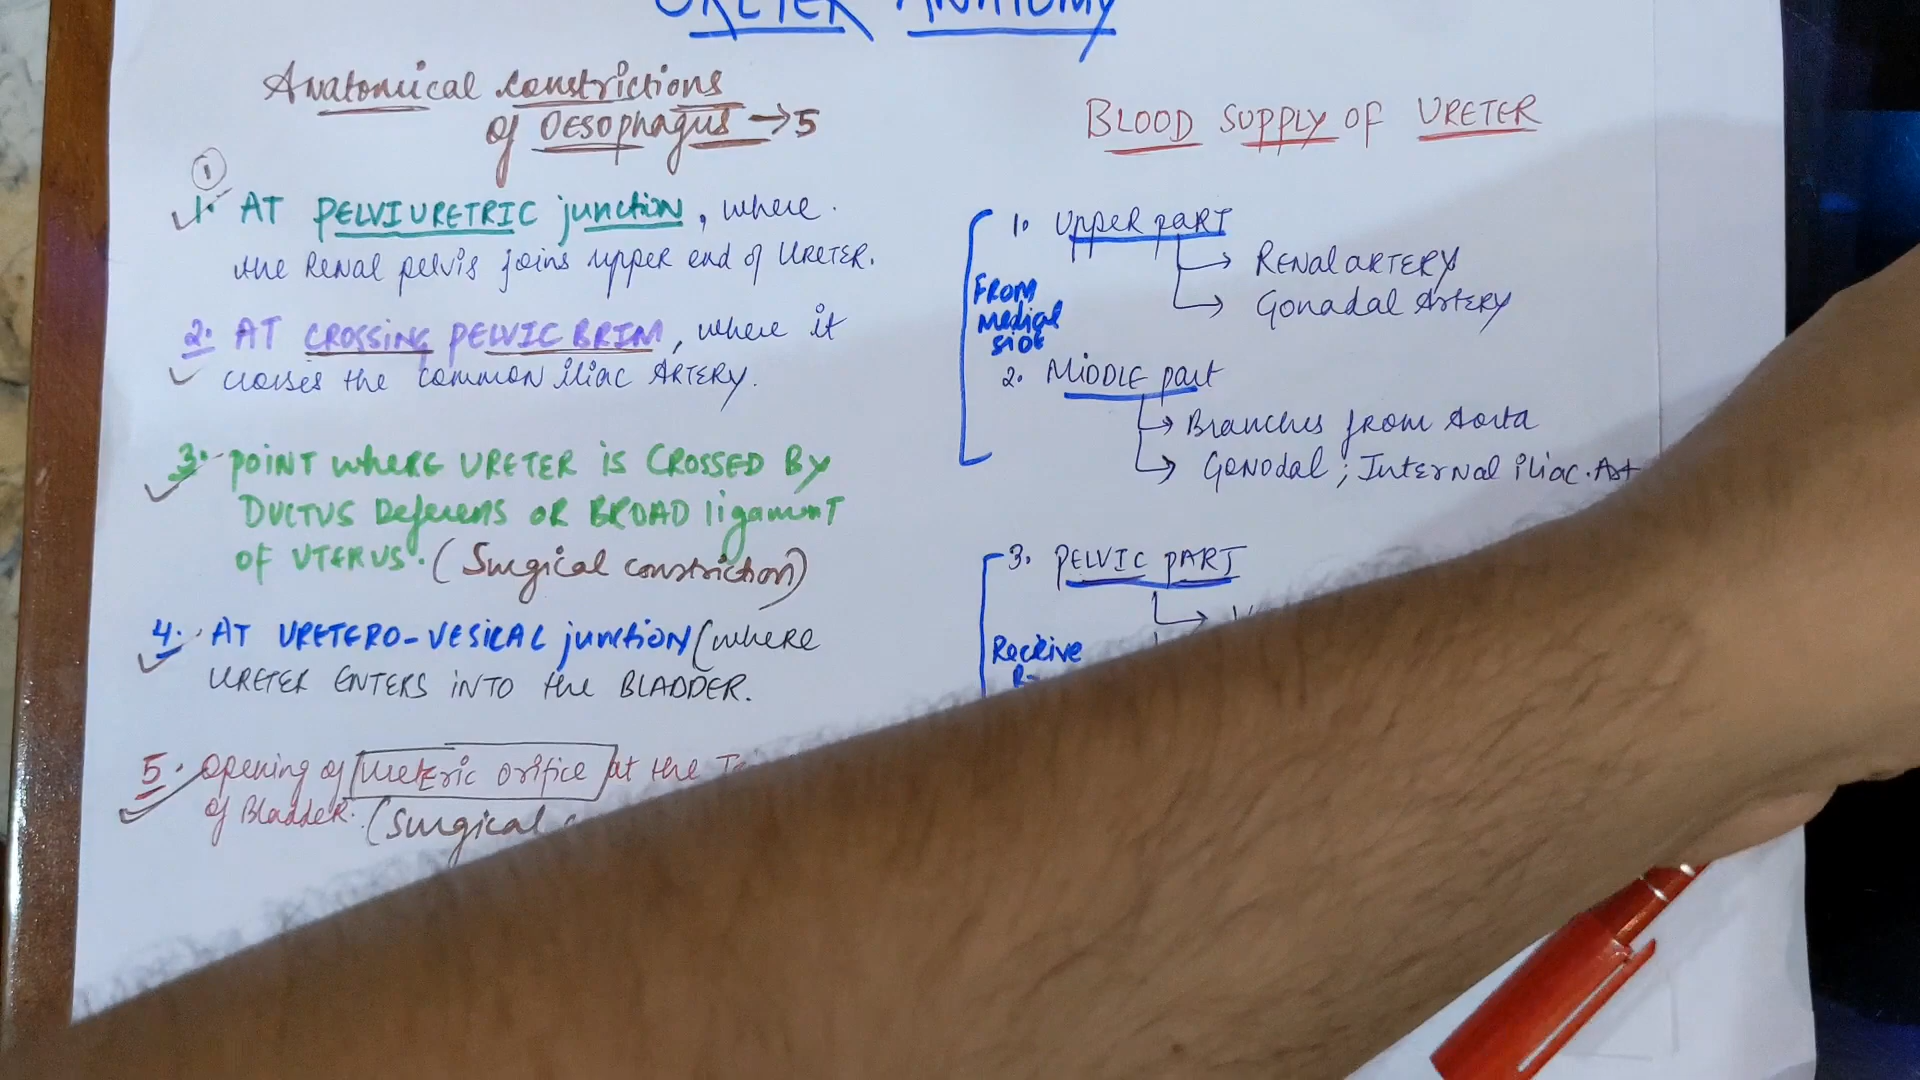 URETER ANATOMY
Anatomical constrictions
of OESophagus → 5
1
1. AT PELVIURETRIC junction, where
the Renal pelvis joins upper end of URETER.
2. AT CROSSING PELVIC BRIM, where it
crosses the common iliac ARTERY.
3. POINT where URETER is CROSSED By
DUCTUS Deferens OR BROAD ligament
OF UTERUS. (Surgical constriction)
4. AT URETERO-VESICAL junction (where
URETER ENTERS INTO the BLADDER.
5. opening of Ureteric orifice at the
of Bladder. (Surgical
BLOOD SUPPLY OF URETER
1. Upper paRT
→ RENal aRTERy
→ Gonadal ArtERy
FROM
Medial
side
2. MiDDLE part
→ Branches from Aorta
→ GoNodal ; IntERNal iliac. Art
3. PELVIC PART
Receive